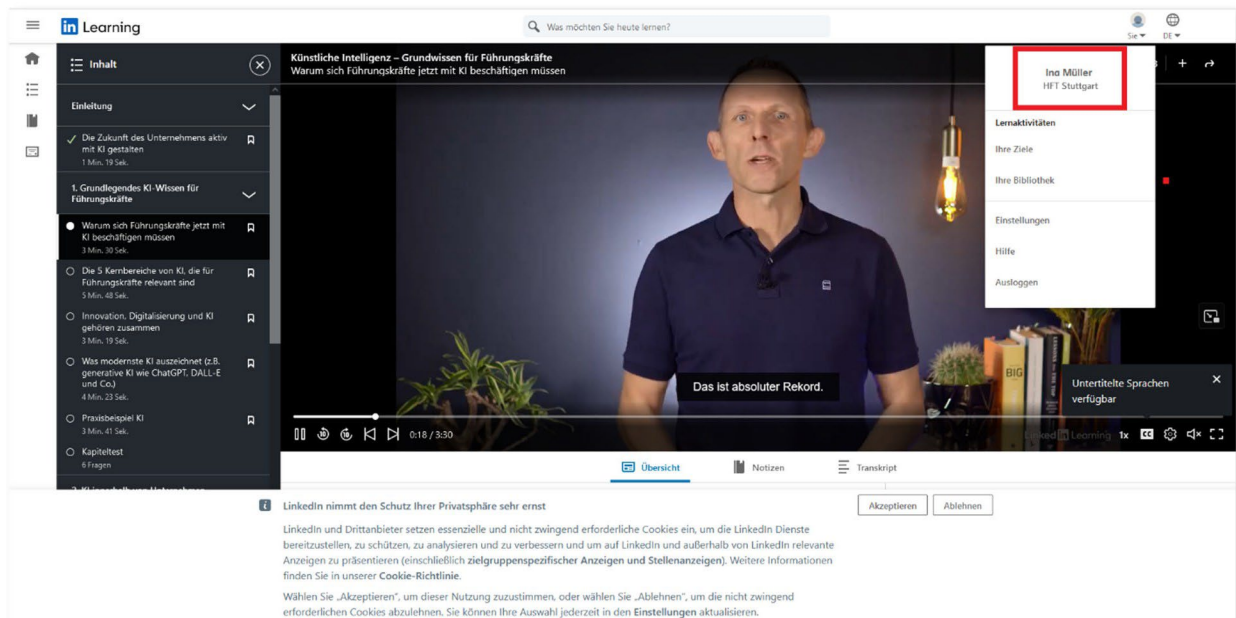 in Learning
Was möchten Sie heute lernen?
Sie
DE
Inhalt
Einleitung
Die Zukunft des Unternehmens aktiv
mit KI gestalten
1 Min. 19 Sek.
1. Grundlegendes KI-Wissen für
Führungskräfte
Warum sich Führungskräfte jetzt mit
KI beschäftigen müssen
3 Min. 30 Sek.
Die 5 Kernbereiche von KI, die für
Führungskräfte relevant sind
5 Min. 48 Sek.
Innovation, Digitalisierung und KI
gehören zusammen
3 Min. 19 Sek.
Was modernste KI auszeichnet (z.B.
generative KI wie ChatGPT, DALL-E
und Co.)
4 Min. 23 Sek.
Praxisbeispiel KI
3 Min. 41 Sek.
Kapiteltest
6 Fragen
Künstliche Intelligenz – Grundwissen für Führungskräfte
Warum sich Führungskräfte jetzt mit KI beschäftigen müssen
Ina Müller
HFT Stuttgart
Lernaktivitäten
Ihre Ziele
Ihre Bibliothek
Einstellungen
Hilfe
Ausloggen
BIG
Das ist absoluter Rekord.
Untertitelte Sprachen
verfügbar
0:18 / 3:30
Linked in Learning
1x
CC
Übersicht
Notizen
Transkript
LinkedIn nimmt den Schutz Ihrer Privatsphäre sehr ernst
Akzeptieren
Ablehnen
LinkedIn und Drittanbieter setzen essenzielle und nicht zwingend erforderliche Cookies ein, um die LinkedIn Dienste
bereitzustellen, zu schützen, zu analysieren und zu verbessern und um auf LinkedIn und außerhalb von LinkedIn relevante
Anzeigen zu präsentieren (einschließlich zielgruppenspezifischer Anzeigen und Stellenanzeigen). Weitere Informationen
finden Sie in unserer Cookie-Richtlinie.
Wählen Sie „Akzeptieren“, um dieser Nutzung zuzustimmen, oder wählen Sie „Ablehnen“, um die nicht zwingend
erforderlichen Cookies abzulehnen. Sie können Ihre Auswahl jederzeit in den Einstellungen aktualisieren.